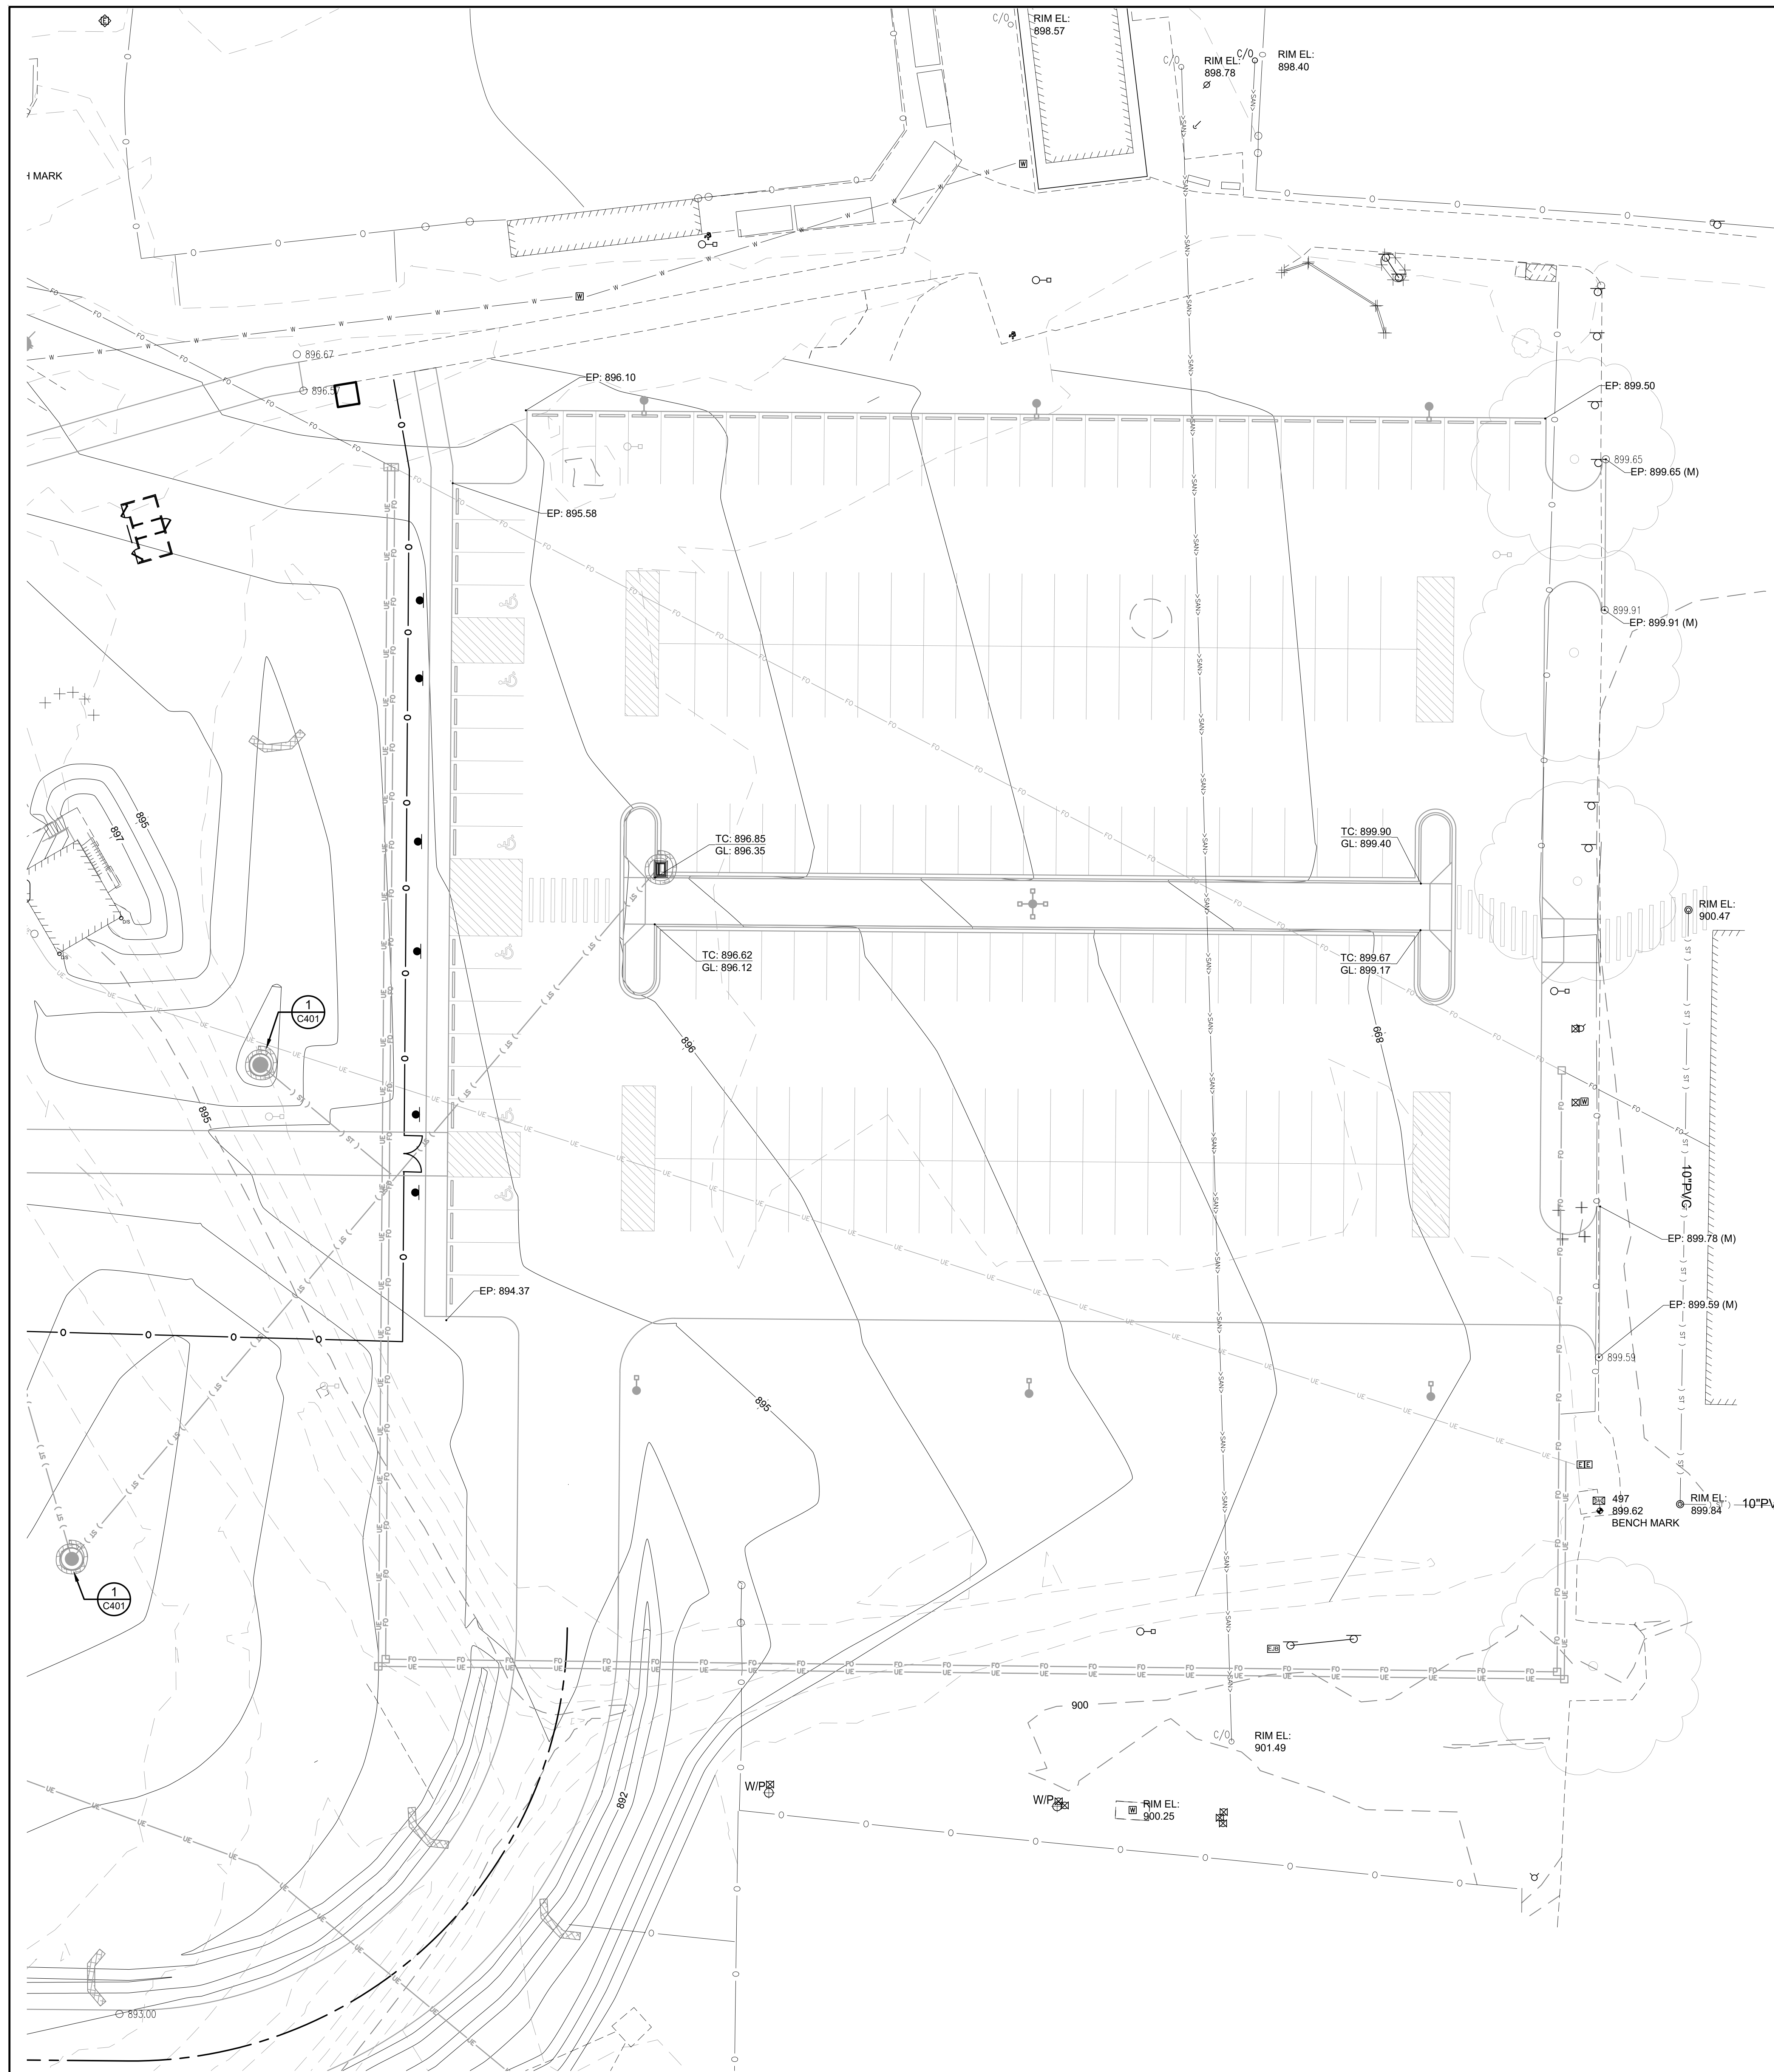 C/O
RIM EL:
898.57
C/O
RIM EL:
898.78
C/O
RIM EL:
898.40
H MARK
W
W
896.67
896.57
EP: 896.10
EP: 899.50
899.65
EP: 899.65 (M)
EP: 895.58
899.91
EP: 899.91 (M)
895
897
TC: 896.85
GL: 896.35
TC: 899.90
GL: 899.40
RIM EL:
900.47
TC: 896.62
GL: 896.12
TC: 899.67
GL: 899.17
1
C401
896
899
895
W
10"PVC
EP: 899.78 (M)
EP: 894.37
EP: 899.59 (M)
899.59
895
E E
497
899.62
BENCH MARK
RIM EL:
899.84
10"PV
1
C401
EJB
900
C/O
RIM EL:
901.49
W/P
892
W/P
W
RIM EL:
900.25
893.00